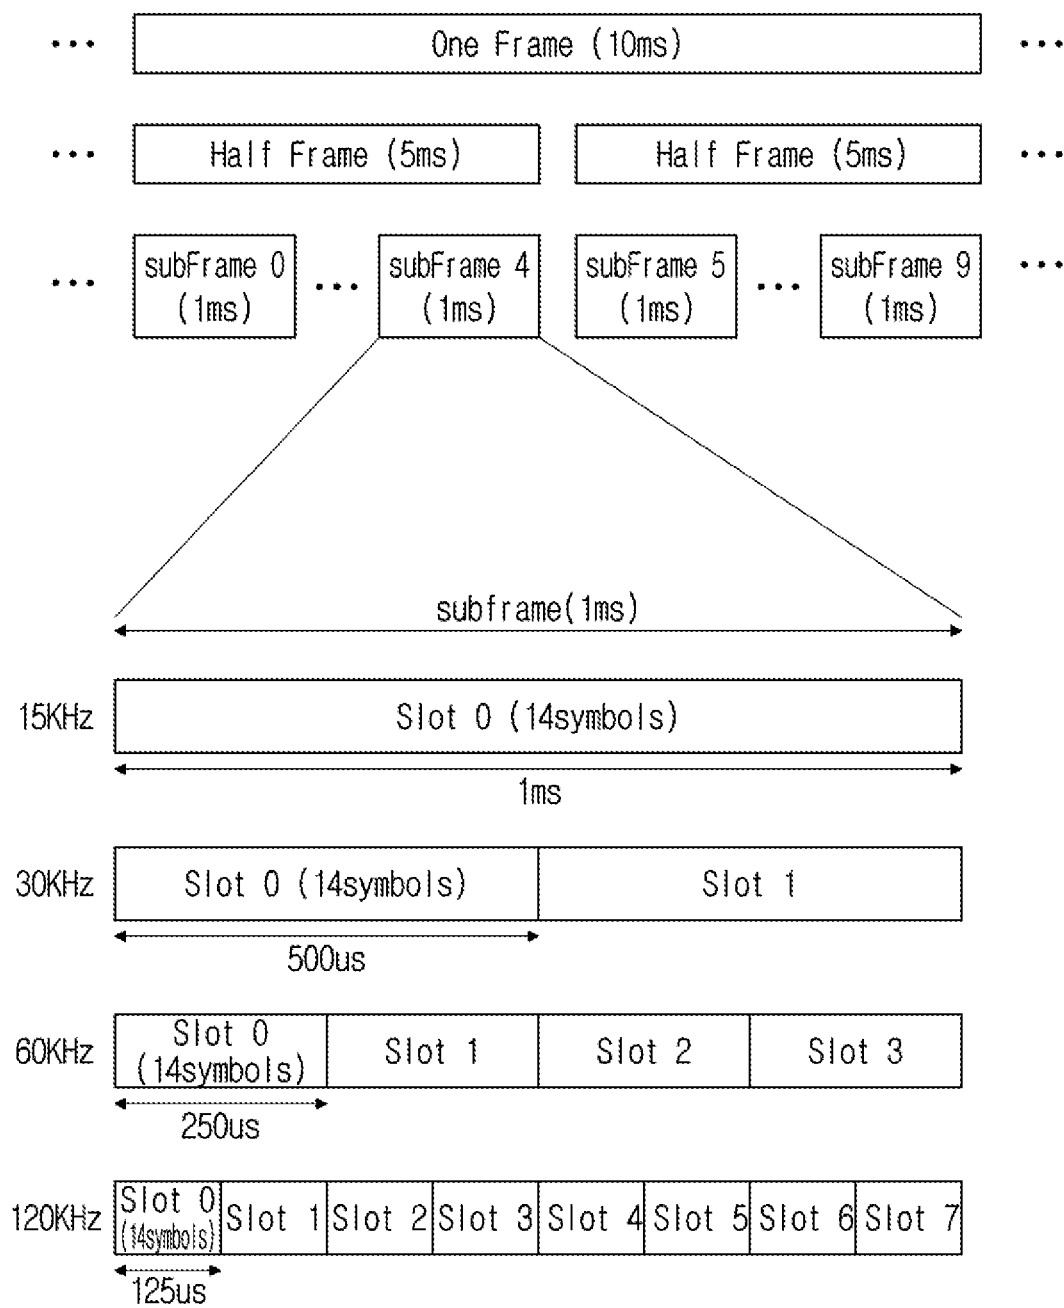 ... One Frame (10ms) ...
... Half Frame (5ms) Half Frame (5ms) ...
... subFrame 0 ... subFrame 4 subFrame 5 ... subFrame 9 ...
(1ms) (1ms) (1ms) (1ms)
subframe(1ms)
15KHz Slot 0 (14symbols)
1ms
30KHz Slot 0 (14symbols) Slot 1
500us
60KHz Slot 0 (14symbols) Slot 1 Slot 2 Slot 3
250us
120KHz Slot 0 (14symbols) Slot 1 Slot 2 Slot 3 Slot 4 Slot 5 Slot 6 Slot 7
125us